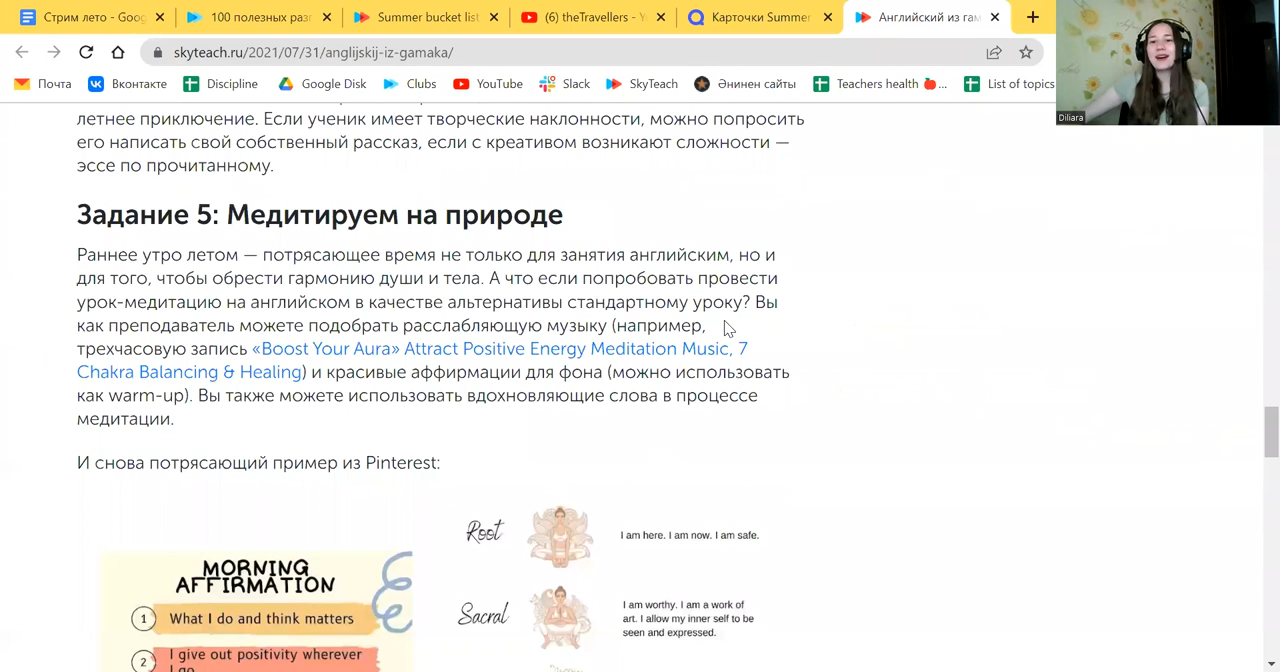 Стрим лето - Goog
100 полезных раз
Summer bucket list
(6) theTravellers - Y
Карточки Summer
Английский из гам
skyteach.ru/2021/07/31/anglijskij-iz-gamaka/
Почта
Вконтакте
Discipline
Google Disk
Clubs
YouTube
Slack
SkyTeach
Әнинен сайты
Teachers health 🍎...
List of topics
Diliara
летнее приключение. Если ученик имеет творческие наклонности, можно попросить
его написать свой собственный рассказ, если с креативом возникают сложности —
эссе по прочитанному.
Задание 5: Медитируем на природе
Раннее утро летом — потрясающее время не только для занятия английским, но и
для того, чтобы обрести гармонию души и тела. А что если попробовать провести
урок-медитацию на английском в качестве альтернативы стандартному уроку? Вы
как преподаватель можете подобрать расслабляющую музыку (например,
трехчасовую запись «Boost Your Aura» Attract Positive Energy Meditation Music, 7
Chakra Balancing & Healing) и красивые аффирмации для фона (можно использовать
как warm-up). Вы также можете использовать вдохновляющие слова в процессе
медитации.
И снова потрясающий пример из Pinterest:
MORNING
AFFIRMATION
1 What I do and think matters
2 I give out positivity wherever
I go
Root
I am here. I am now. I am safe.
Sacral
I am worthy. I am a work of
art. I allow my inner self to be
seen and expressed.